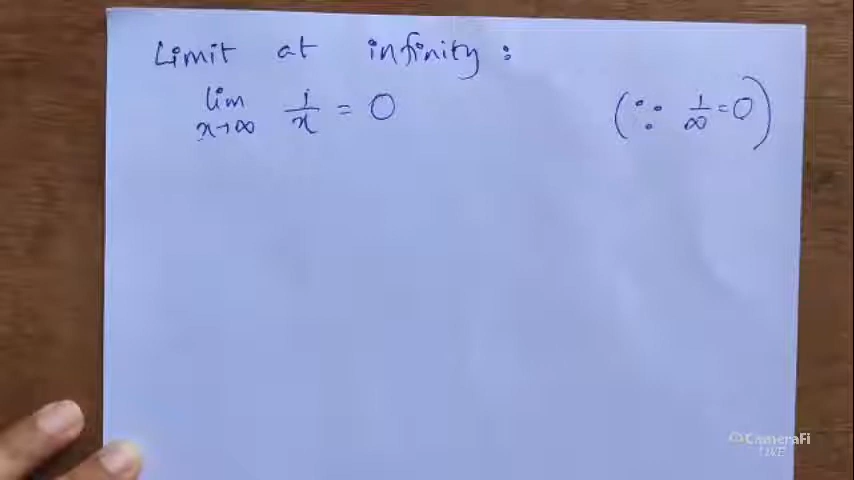 Limit at infinity :
lim x→∞ 1/x = 0 (∵ 1/∞ = 0)
CameraFi
LIVE